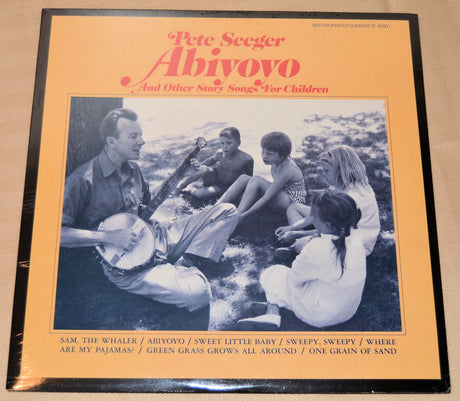 SMITHSONIAN/FOLKWAYS SF 45001
Pete Seeger
Abiyoyo
And Other Story Songs For Children
SAM, THE WHALER / ABIYOYO / SWEET LITTLE BABY / SWEEPY, SWEEPY / WHERE
ARE MY PAJAMAS? / GREEN GRASS GROWS ALL AROUND / ONE GRAIN OF SAND